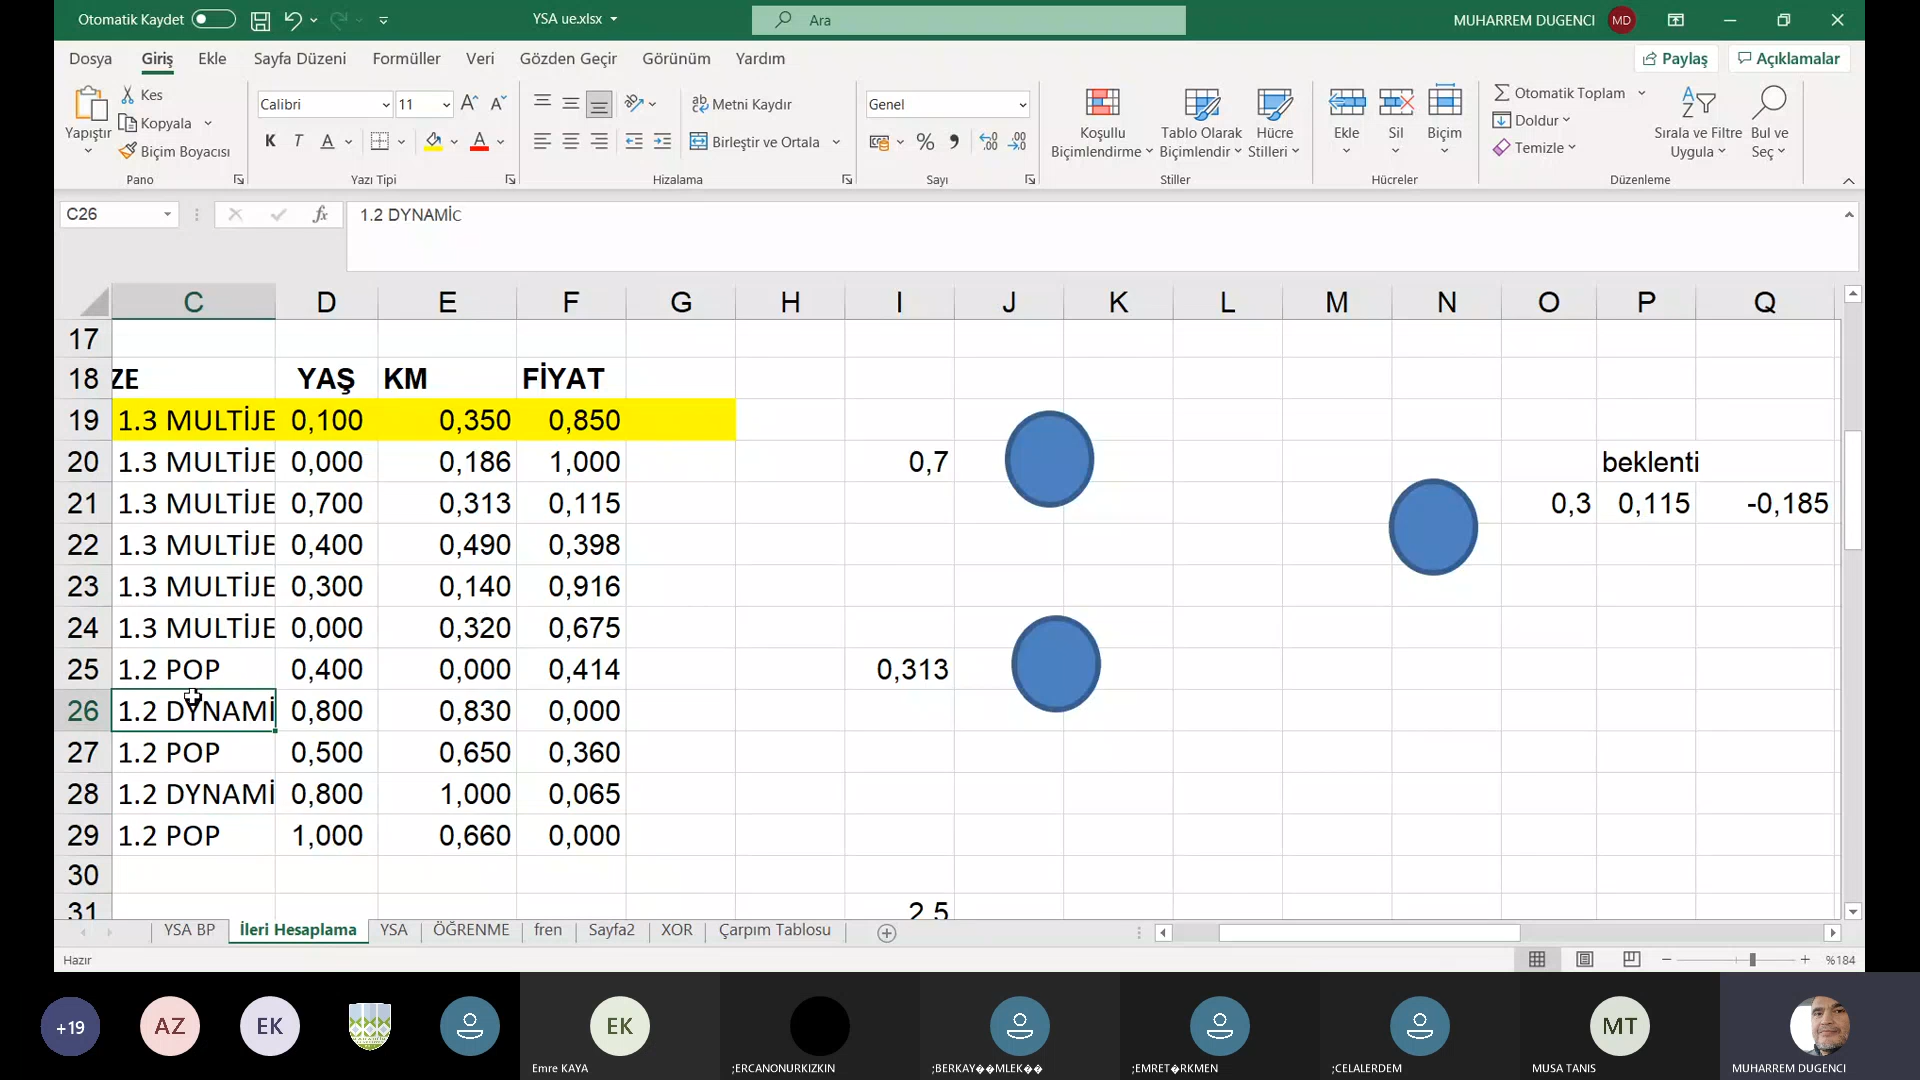 Otomatik Kaydet YSA ue.xlsx Ara MUHARREM DUGENCI MD
Dosya Giriş Ekle Sayfa Düzeni Formüller Veri Gözden Geçir Görünüm Yardım Paylaş Açıklamalar
Yapıştır Kes Kopyala Biçim Boyacısı
Calibri 11
K T A A
ab Metni Kaydır
Birleştir ve Ortala
Genel
%
Koşullu Biçimlendirme
Tablo Olarak Biçimlendir
Hücre Stilleri
Ekle Sil Biçim
Otomatik Toplam
Doldur
Temizle
Sırala ve Filtre Uygula
Bul ve Seç
Pano Yazı Tipi Hizalama Sayı Stiller Hücreler Düzenleme
C26 fx 1.2 DYNAMİC
C D E F G H I J K L M N O P Q
17
18 ZE YAŞ KM FİYAT
19 1.3 MULTİJE 0,100 0,350 0,850
20 1.3 MULTİJE 0,000 0,186 1,000 0,7 beklenti
21 1.3 MULTİJE 0,700 0,313 0,115 0,3 0,115 -0,185
22 1.3 MULTİJE 0,400 0,490 0,398
23 1.3 MULTİJE 0,300 0,140 0,916
24 1.3 MULTİJE 0,000 0,320 0,675
25 1.2 POP 0,400 0,000 0,414 0,313
26 1.2 DYNAMİ 0,800 0,830 0,000
27 1.2 POP 0,500 0,650 0,360
28 1.2 DYNAMİ 0,800 1,000 0,065
29 1.2 POP 1,000 0,660 0,000
30
31 2,5
YSA BP İleri Hesaplama YSA ÖĞRENME fren Sayfa2 XOR Çarpım Tablosu
Hazır %184
+19 AZ EK EK MT
Emre KAYA ;ERCANONURKIZKIN ;BERKAY��MLEK�� ;EMRET�RKMEN ;CELALERDEM MUSA TANIS MUHARREM DUGENCI